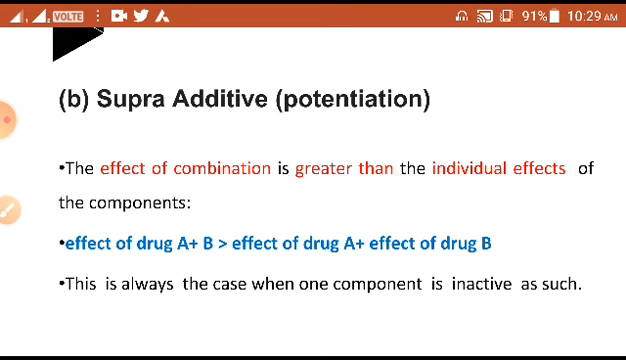 VOLTE 91% 10:29 AM
(b) Supra Additive (potentiation)
•The effect of combination is greater than the individual effects of
the components:
•effect of drug A+ B > effect of drug A+ effect of drug B
•This is always the case when one component is inactive as such.